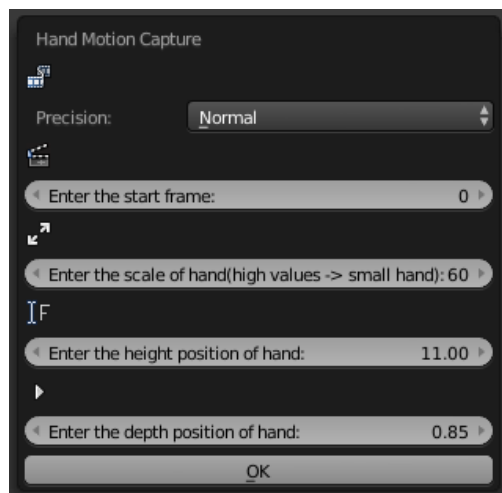 Hand Motion Capture
Precision: Normal
Enter the start frame: 0
Enter the scale of hand(high values -> small hand): 60
F
Enter the height position of hand: 11.00
Enter the depth position of hand: 0.85
OK